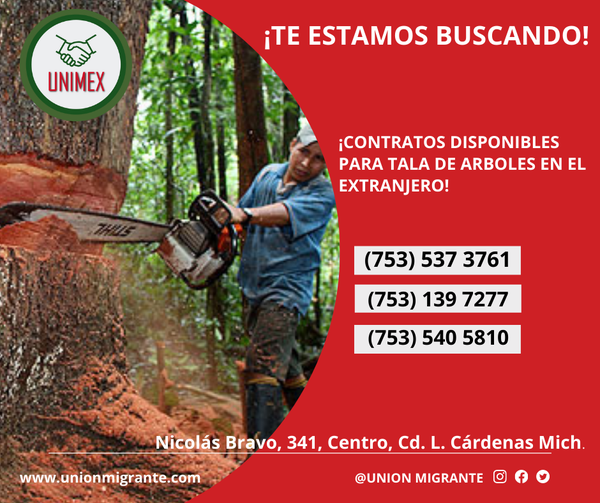 UNIMEX
¡TE ESTAMOS BUSCANDO!
¡CONTRATOS DISPONIBLES
PARA TALA DE ARBOLES EN EL
EXTRANJERO!
STIHL
(753) 537 3761
(753) 139 7277
(753) 540 5810
Nicolás Bravo, 341, Centro, Cd. L. Cárdenas Mich.
www.unionmigrante.com
@UNION MIGRANTE